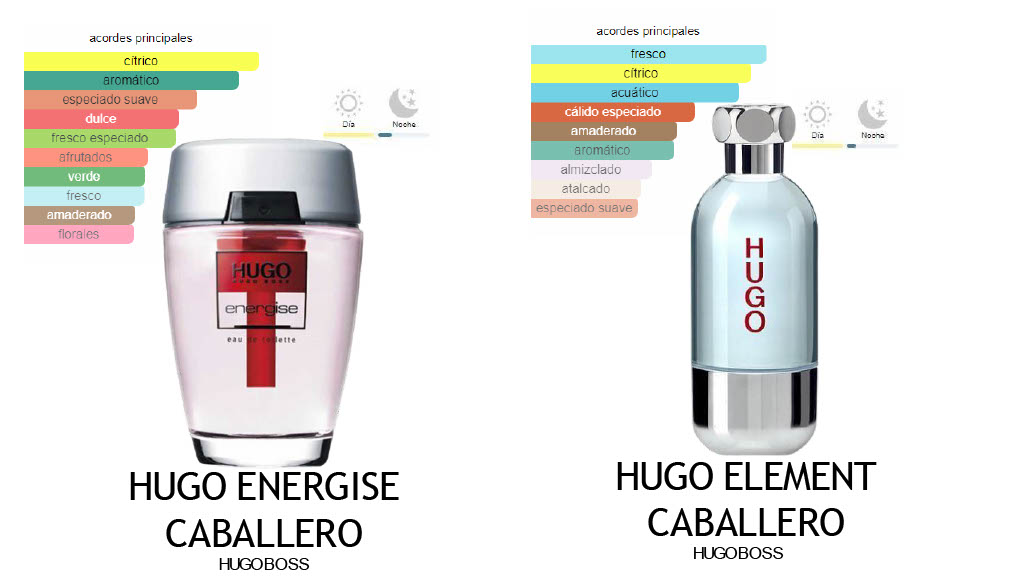 acordes principales
cítrico
aromático
especiado suave
dulce
fresco especiado
afrutados
verde
fresco
amaderado
florales
Día
Noche
HUGO
HUGO BOSS
energise
eau de toilette
HUGO ENERGISE
CABALLERO
HUGOBOSS
acordes principales
fresco
cítrico
acuático
cálido especiado
amaderado
aromático
almizclado
atalcado
especiado suave
Día
Noche
HUGO
HUGO ELEMENT
CABALLERO
HUGOBOSS